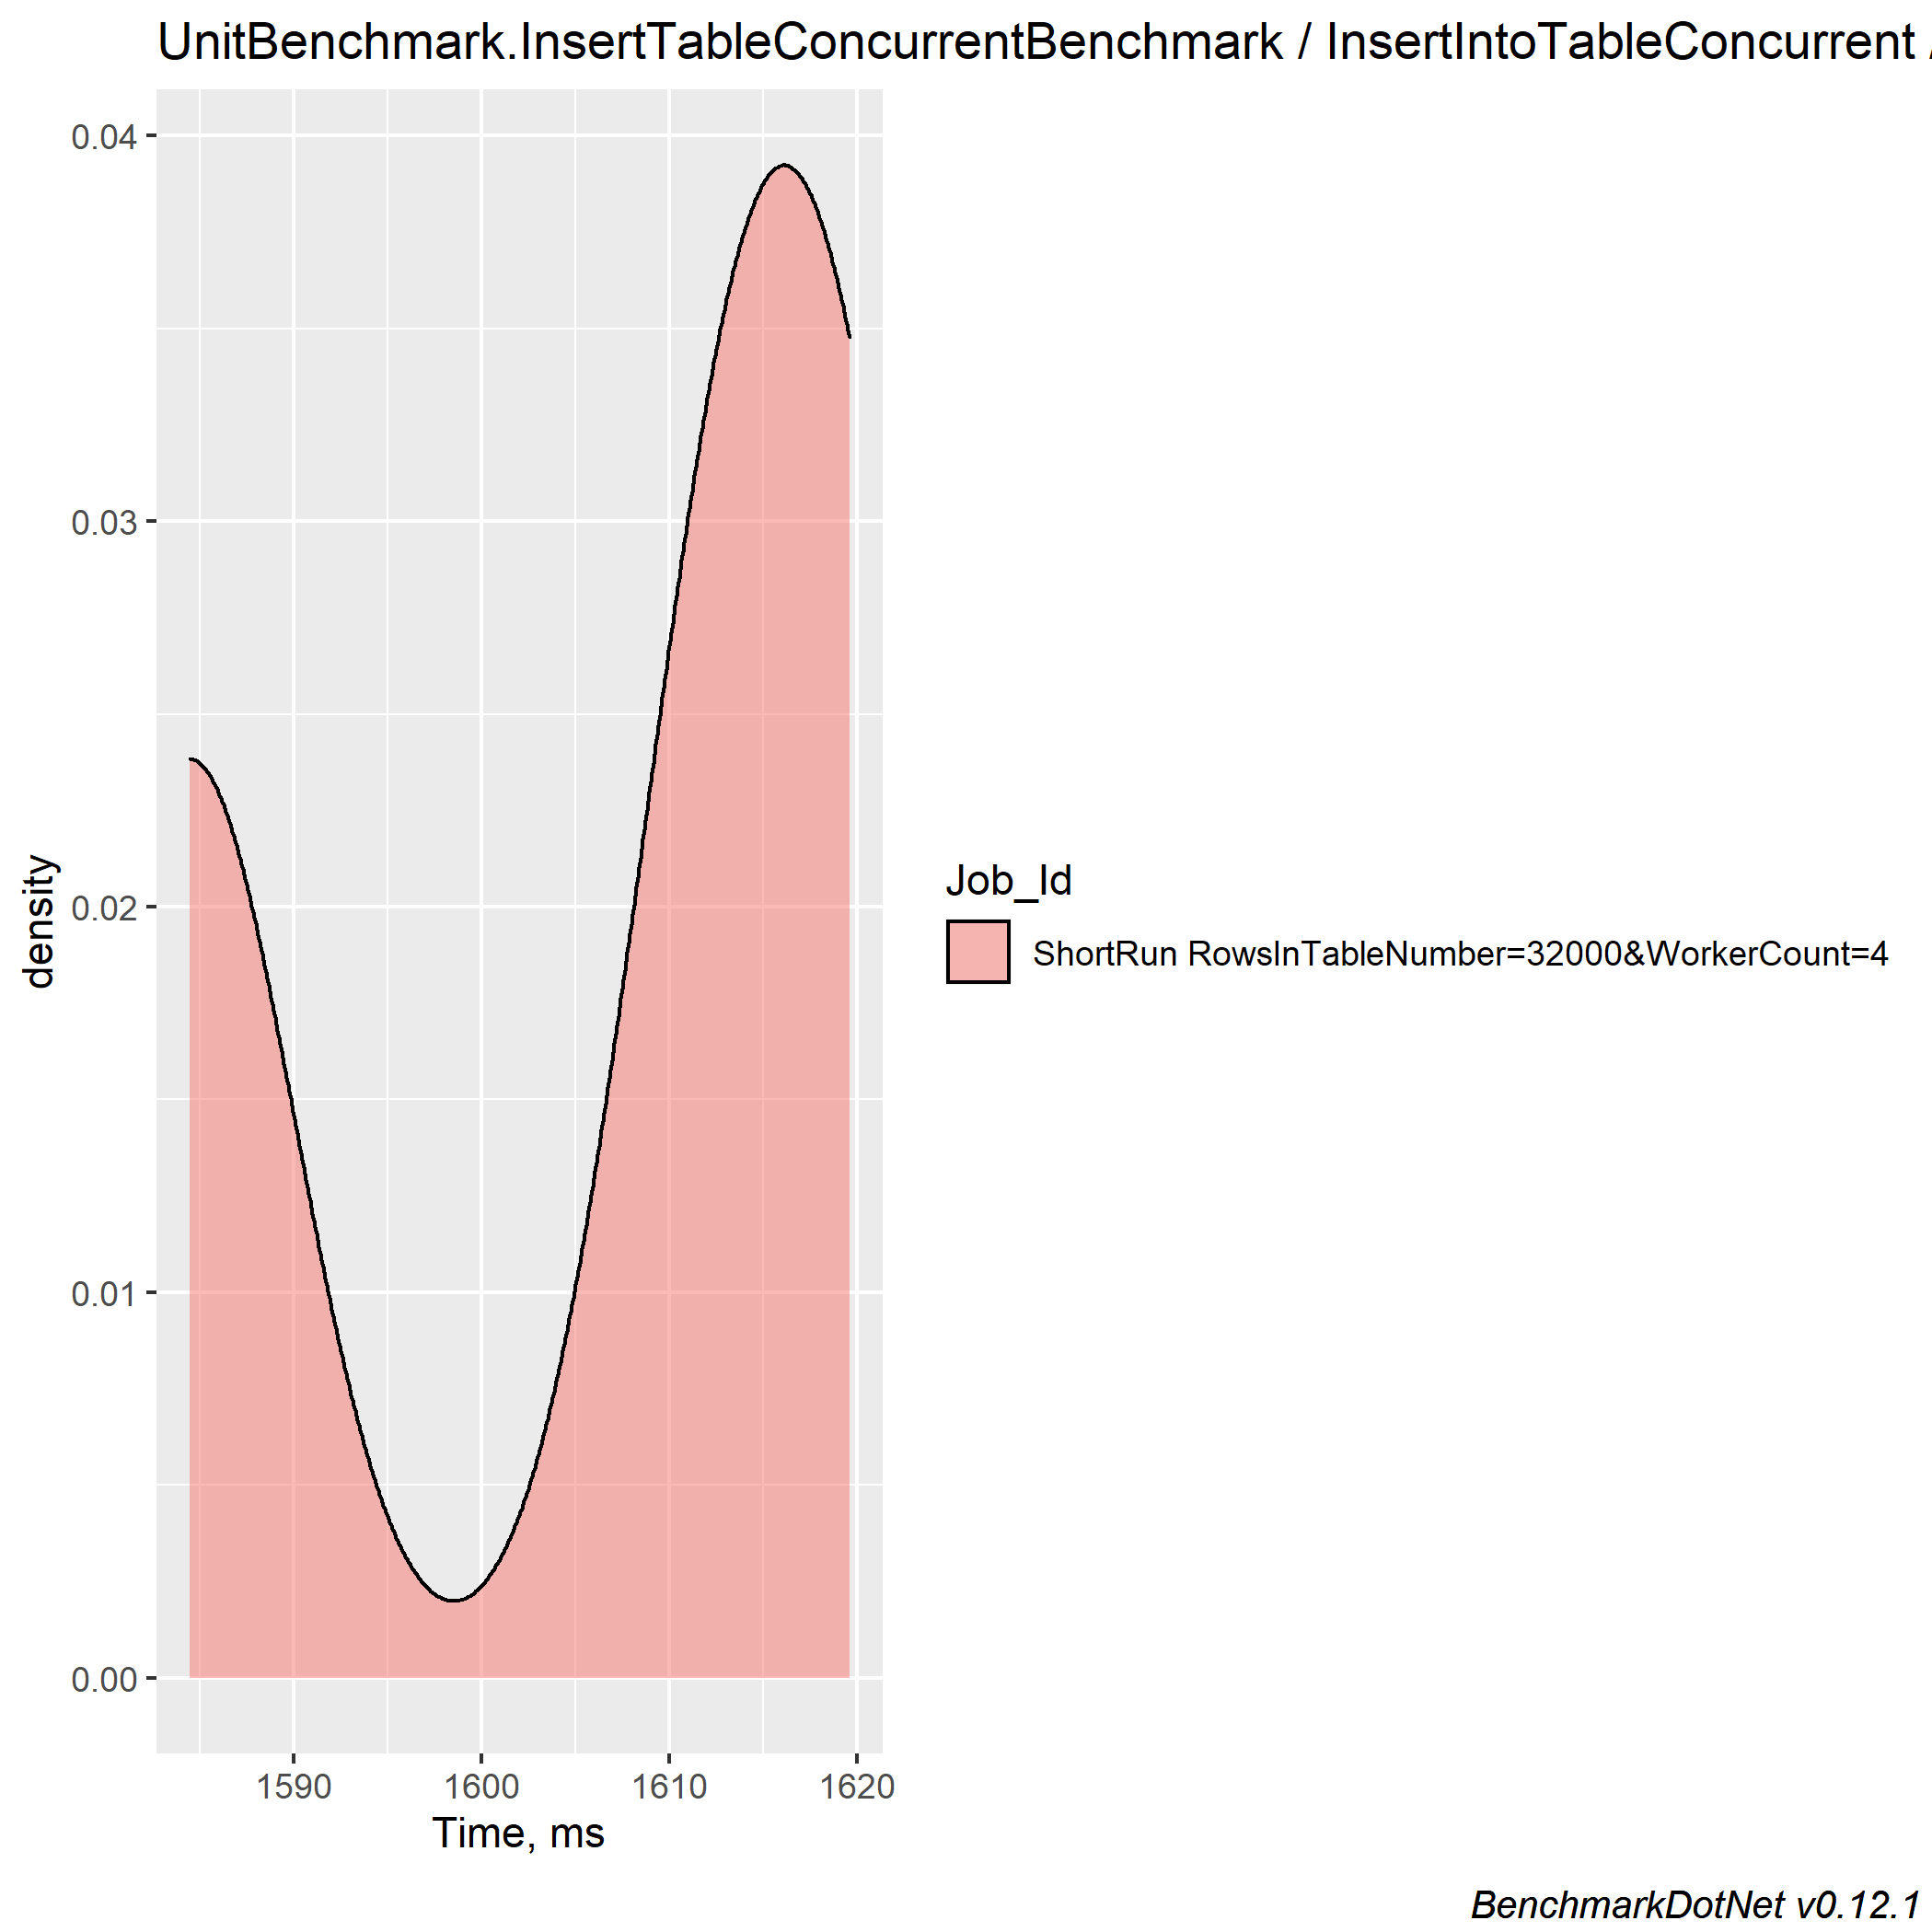 UnitBenchmark.InsertTableConcurrentBenchmark / InsertIntoTableConcurrent /
0.04
0.03
0.02
0.01
0.00
density
1590 1600 1610 1620
Time, ms
Job_Id
ShortRun RowsInTableNumber=32000&WorkerCount=4
BenchmarkDotNet v0.12.1